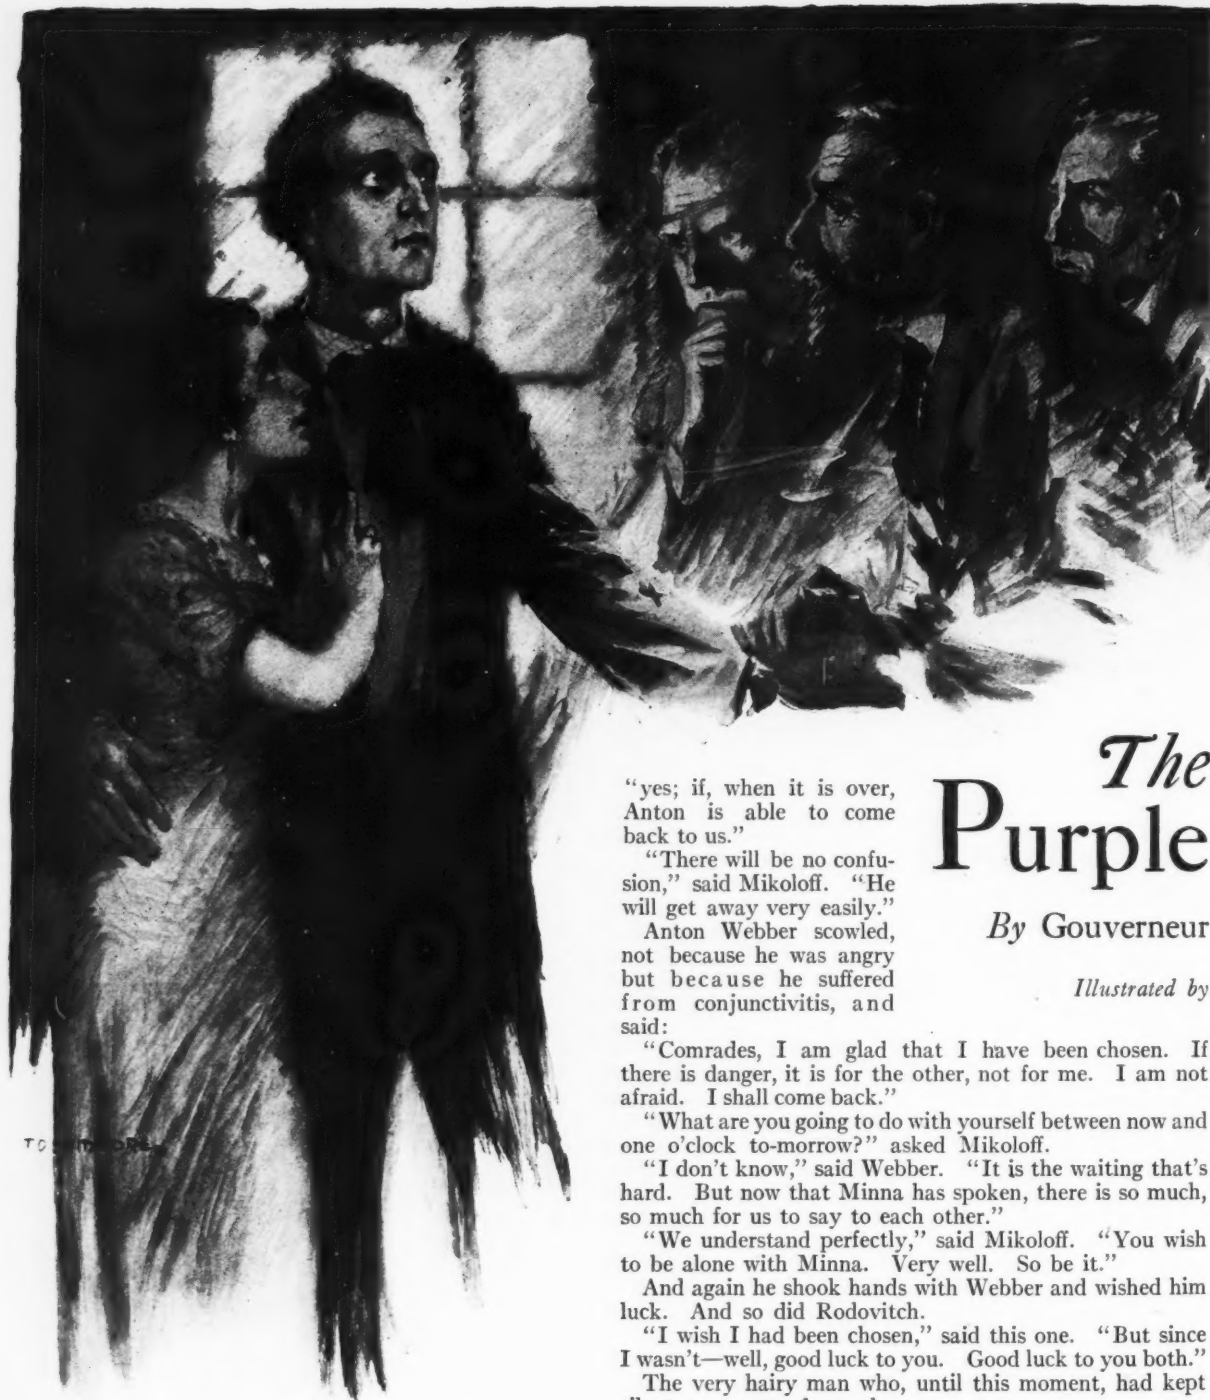 The
Purple
By Gouverneur
Illustrated by
“yes; if, when it is over,
Anton is able to come
back to us.”
“There will be no confu-
sion,” said Mikoloff. “He
will get away very easily.”
Anton Webber scowled,
not because he was angry
but because he suffered
from conjunctivitis, and
said:
“Comrades, I am glad that I have been chosen. If
there is danger, it is for the other, not for me. I am not
afraid. I shall come back.”
“What are you going to do with yourself between now and
one o’clock to-morrow?” asked Mikoloff.
“I don’t know,” said Webber. “It is the waiting that’s
hard. But now that Minna has spoken, there is so much,
so much for us to say to each other.”
“We understand perfectly,” said Mikoloff. “You wish
to be alone with Minna. Very well. So be it.”
And again he shook hands with Webber and wished him
luck. And so did Rodovitch.
“I wish I had been chosen,” said this one. “But since
I wasn’t—well, good luck to you. Good luck to you both.”
The very hairy man who, until this moment, had kept